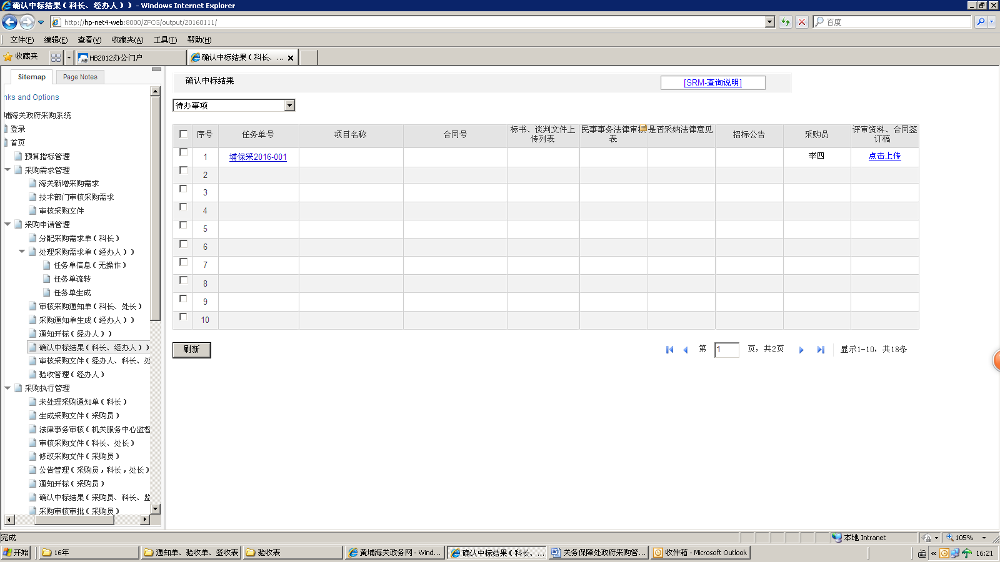 确认中标结果（科长、经办人）） - Windows Internet Explorer
http://hp-net4-web:8000/ZFCG/output/20160111/
百度
文件(F) 编辑(E) 查看(V) 收藏夹(A) 工具(T) 帮助(H)
收藏夹 HB2012办公门户 确认中标结果（科长、...
Sitemap Page Notes
nks and Options
埔海关政府采购系统
登录
首页
预算指标管理
采购需求管理
海关新增采购需求
技术部门审核采购需求
审核采购文件
采购申请管理
分配采购需求单（科长）
处理采购需求单（经办人））
任务单信息（无操作）
任务单流转
任务单生成
审核采购通知单（科长、处长）
采购通知单生成（经办人））
通知开标（经办人））
确认中标结果（科长、经办人））
审核采购文件（经办人、科长、处
验收管理（经办人）
采购执行管理
未处理采购通知单（科长）
生成采购文件（采购员）
法律事务审核（机关服务中心监督
审核采购文件（科长、处长）
修改采购文件（采购员）
公告管理（采购员，科长，处长）
通知开标（采购员）
确认中标结果（采购员、科长、监
采购审核审批（采购员）
确认中标结果
[SRM-查询说明]
待办事项
序号 任务单号 项目名称 合同号 标书、谈判文件上传列表 民事事务法律审核表 是否采纳法律意见 招标公告 采购员 评审资料、合同签订稿
1 埔保采2016-001 李四 点击上传
2
3
4
5
6
7
8
9
10
刷新
第 1 页，共2页 显示1-10，共18条
完成 本地 Intranet 105%
开始 16年 通知单、验收单、签收表 验收表 黄埔海关政务网 - Wind... 确认中标结果（科长、... 关务保障处政府采购管... 收件箱 - Microsoft Outlook 16:21